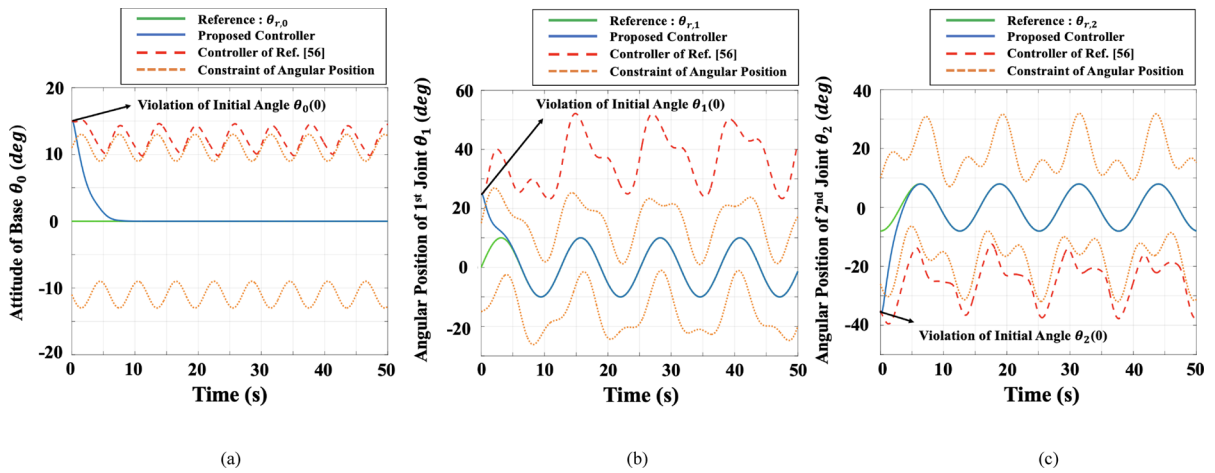 Reference : θr,0
Proposed Controller
Controller of Ref. [56]
Constraint of Angular Position
Violation of Initial Angle θ0(0)
Attitude of Base θ0 (deg)
20
10
0
-10
-20
0 10 20 30 40 50
Time (s)
(a)
Reference : θr,1
Proposed Controller
Controller of Ref. [56]
Constraint of Angular Position
Violation of Initial Angle θ1(0)
Angular Position of 1st Joint θ1 (deg)
60
40
20
0
-20
0 10 20 30 40 50
Time (s)
(b)
Reference : θr,2
Proposed Controller
Controller of Ref. [56]
Constraint of Angular Position
Violation of Initial Angle θ2(0)
Angular Position of 2nd Joint θ2 (deg)
40
20
0
-20
-40
0 10 20 30 40 50
Time (s)
(c)